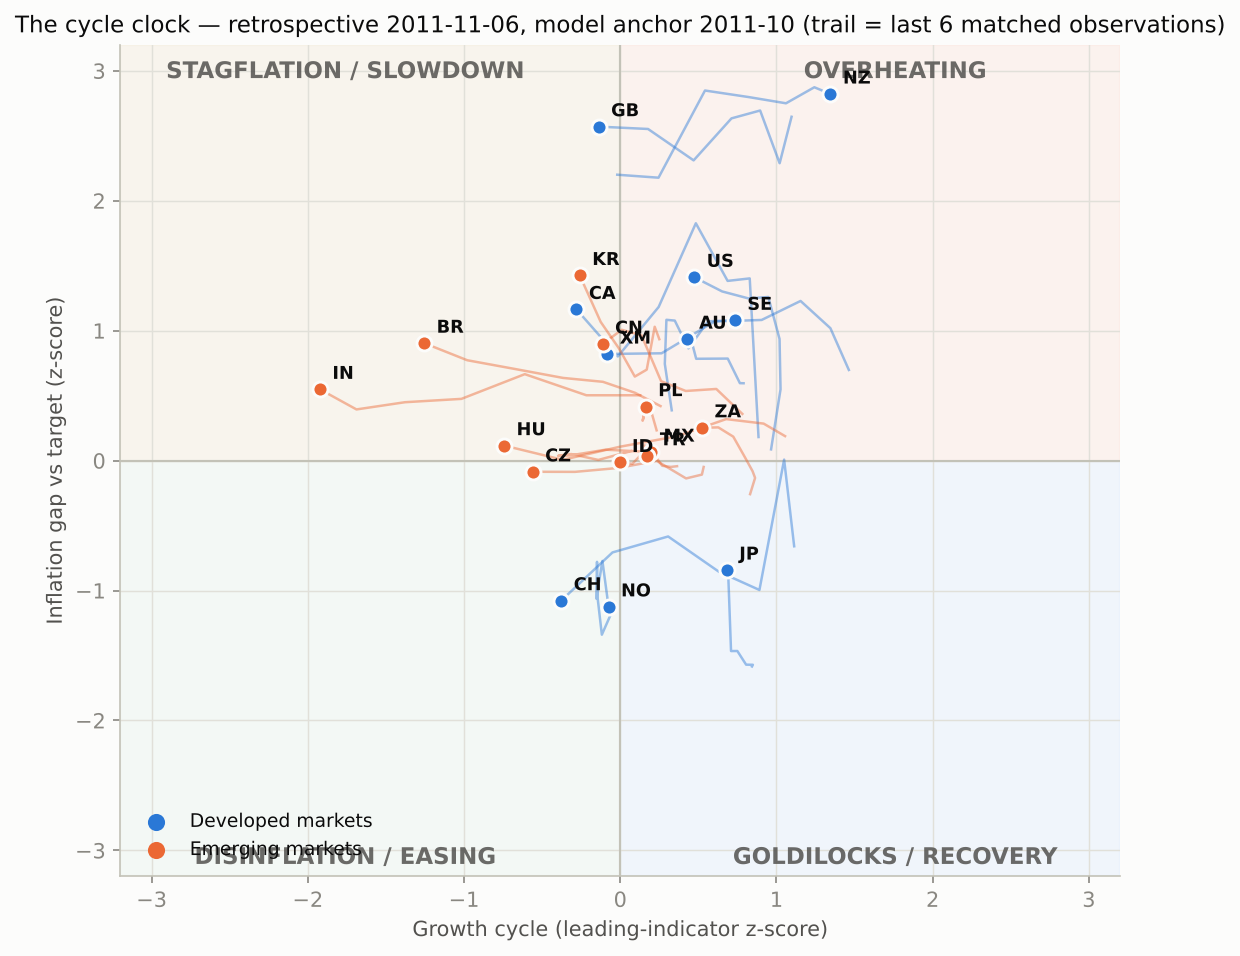 The cycle clock — retrospective 2011-11-06, model anchor 2011-10 (trail = last 6 matched observations)
STAGFLATION / SLOWDOWN
OVERHEATING
NZ
GB
KR
US
CA
SE
CN
AU
BR
XM
IN
PL
ZA
HU
MX
TR
ID
CZ
JP
CH
NO
3
2
1
0
−1
−2
−3
Inflation gap vs target (z-score)
Developed markets
Emerging markets
DISINFLATION / EASING
GOLDILOCKS / RECOVERY
−3
−2
−1
0
1
2
3
Growth cycle (leading-indicator z-score)